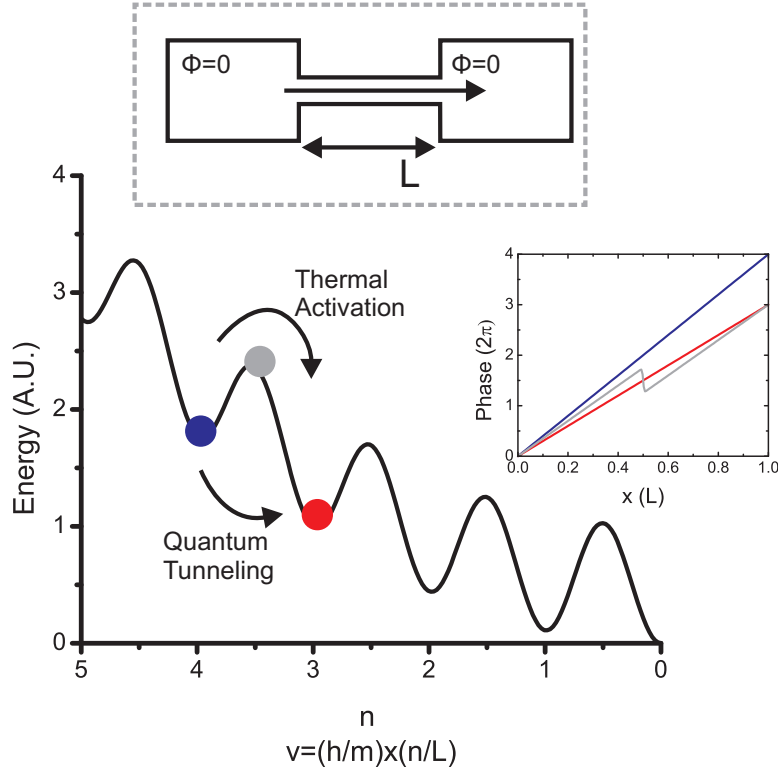 Φ=0
Φ=0
L
4
3
2
1
0
Energy (A.U.)
Thermal
Activation
Quantum
Tunneling
5
4
3
2
1
0
n
v=(h/m)x(n/L)
4
3
2
1
0
Phase (2π)
0.0
0.2
0.4
0.6
0.8
1.0
x (L)